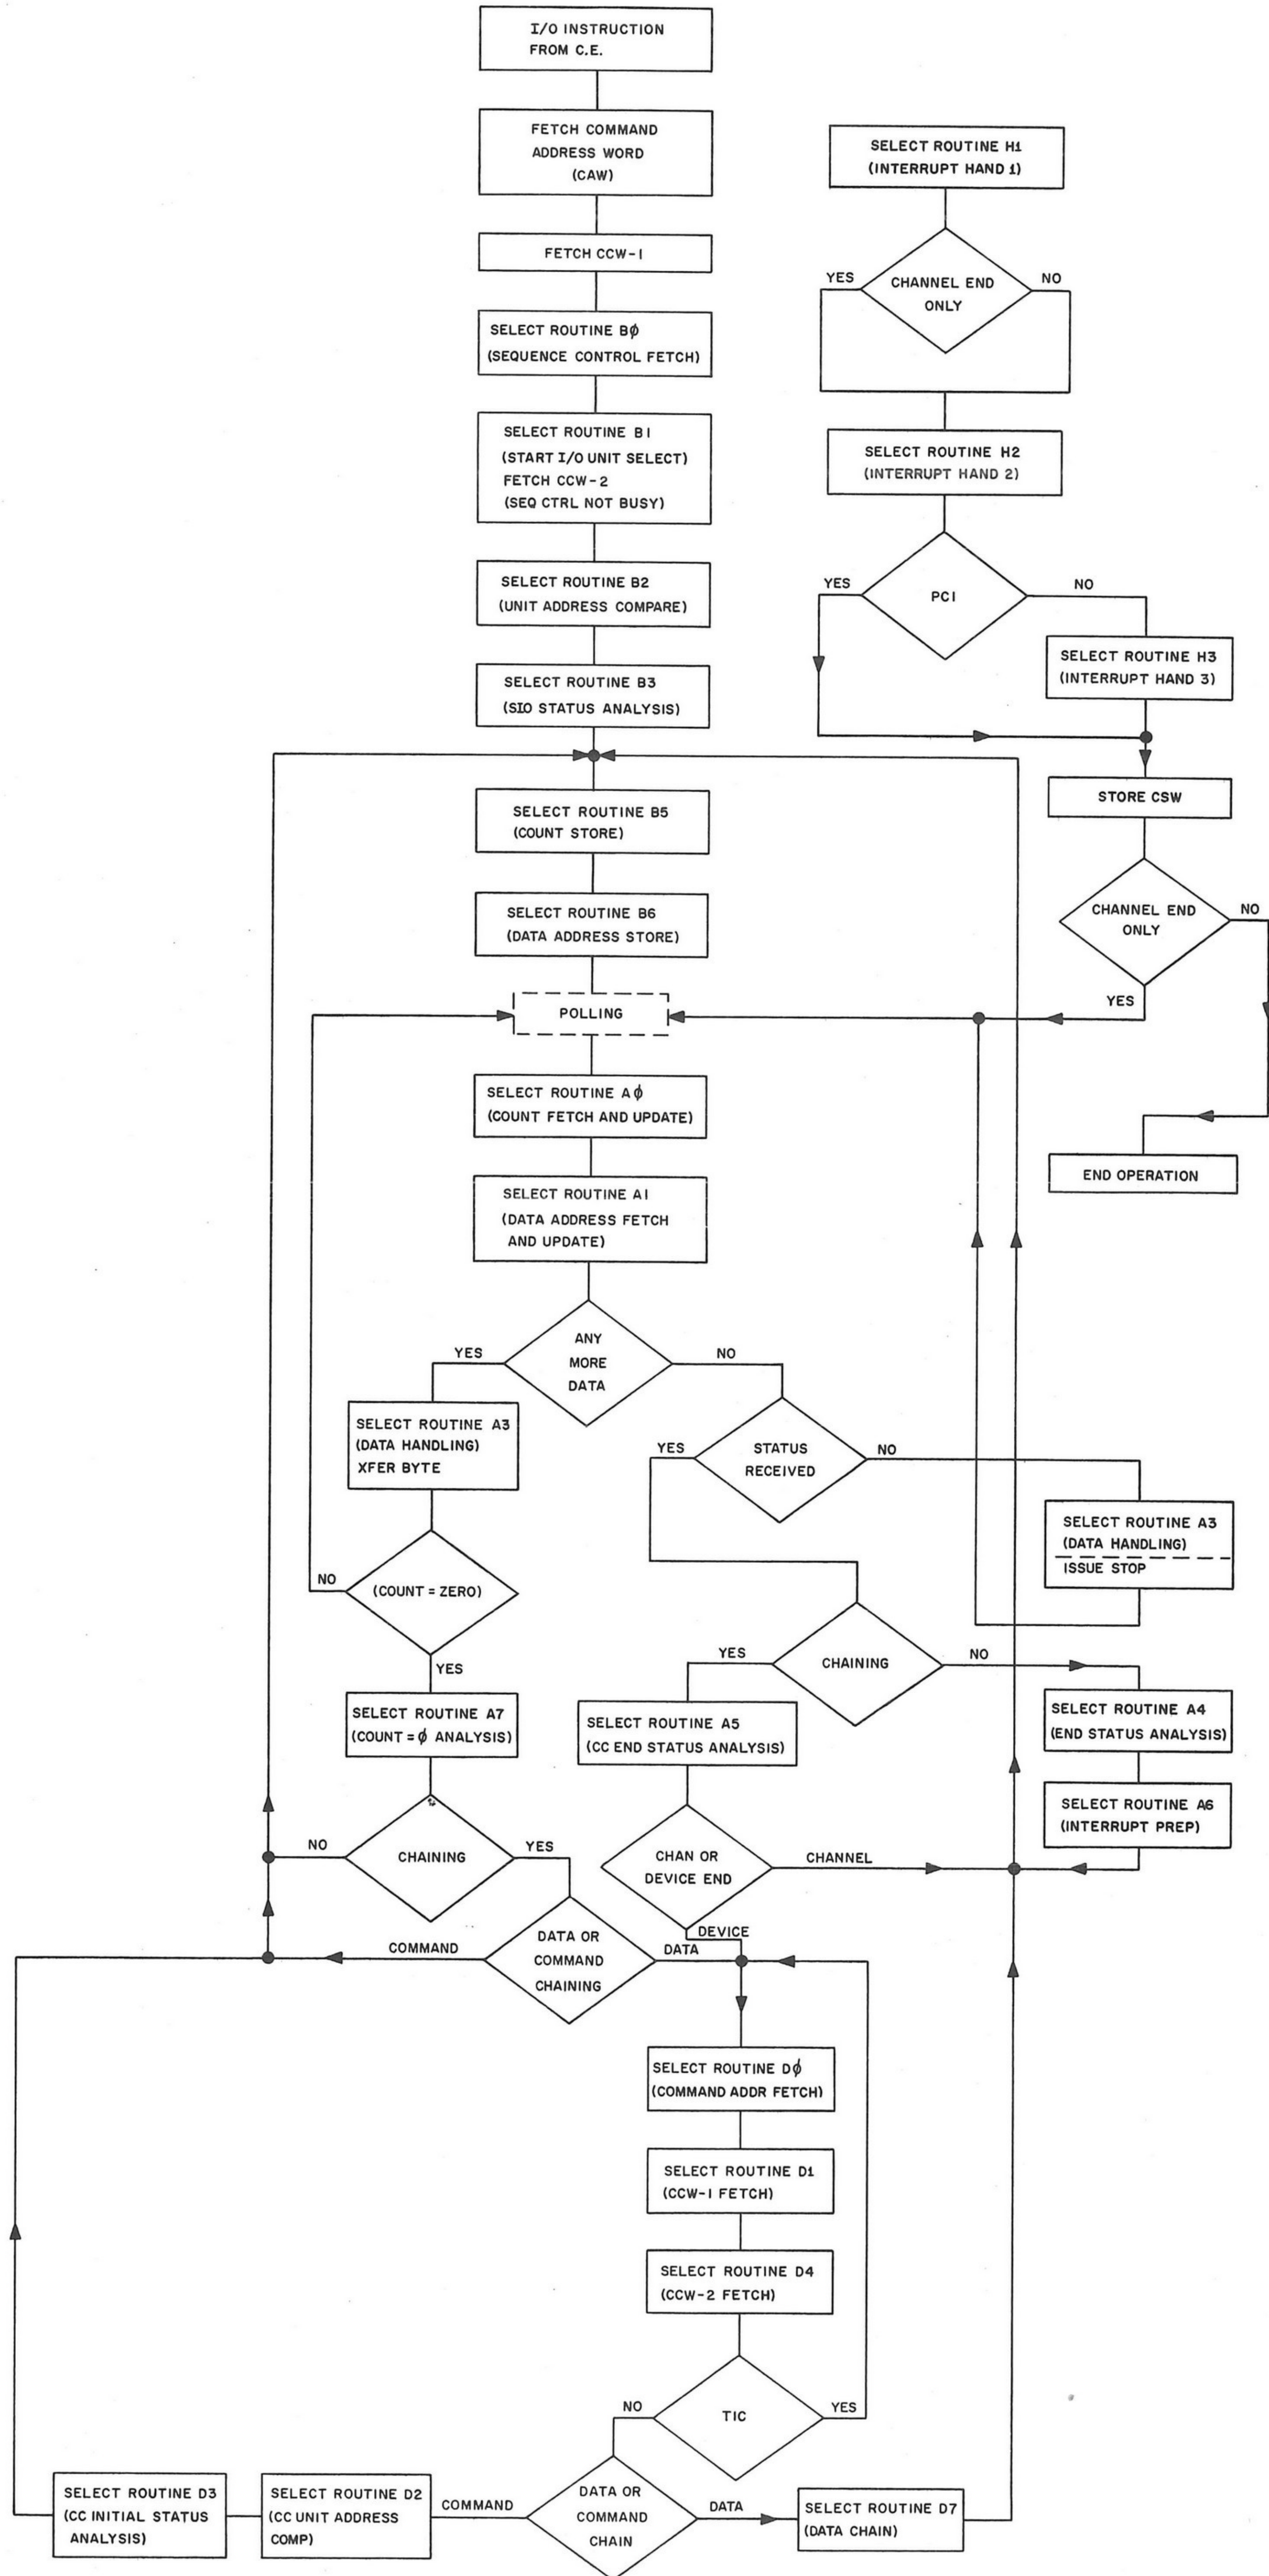 I/O INSTRUCTION
FROM C.E.
FETCH COMMAND
ADDRESS WORD
(CAW)
FETCH CCW-1
SELECT ROUTINE BØ
(SEQUENCE CONTROL FETCH)
SELECT ROUTINE B1
(START I/O UNIT SELECT)
FETCH CCW-2
(SEQ CTRL NOT BUSY)
SELECT ROUTINE B2
(UNIT ADDRESS COMPARE)
SELECT ROUTINE B3
(SIO STATUS ANALYSIS)
SELECT ROUTINE B5
(COUNT STORE)
SELECT ROUTINE B6
(DATA ADDRESS STORE)
POLLING
SELECT ROUTINE AØ
(COUNT FETCH AND UPDATE)
SELECT ROUTINE A1
(DATA ADDRESS FETCH
AND UPDATE)
SELECT ROUTINE H1
(INTERRUPT HAND 1)
YES
CHANNEL END
ONLY
NO
SELECT ROUTINE H2
(INTERRUPT HAND 2)
YES
PCI
NO
SELECT ROUTINE H3
(INTERRUPT HAND 3)
STORE CSW
CHANNEL END
ONLY
NO
YES
END OPERATION
YES
ANY
MORE
DATA
NO
SELECT ROUTINE A3
(DATA HANDLING)
XFER BYTE
YES
STATUS
RECEIVED
NO
SELECT ROUTINE A3
(DATA HANDLING)
ISSUE STOP
NO
(COUNT = ZERO)
YES
YES
CHAINING
NO
SELECT ROUTINE A7
(COUNT = Ø ANALYSIS)
SELECT ROUTINE A5
(CC END STATUS ANALYSIS)
SELECT ROUTINE A4
(END STATUS ANALYSIS)
SELECT ROUTINE A6
(INTERRUPT PREP)
NO
CHAINING
YES
CHAN OR
DEVICE END
CHANNEL
DEVICE
COMMAND
DATA OR
COMMAND
CHAINING
DATA
SELECT ROUTINE DØ
(COMMAND ADDR FETCH)
SELECT ROUTINE D1
(CCW-1 FETCH)
SELECT ROUTINE D4
(CCW-2 FETCH)
NO
TIC
YES
SELECT ROUTINE D3
(CC INITIAL STATUS
ANALYSIS)
SELECT ROUTINE D2
(CC UNIT ADDRESS
COMP)
COMMAND
DATA OR
COMMAND
CHAIN
DATA
SELECT ROUTINE D7
(DATA CHAIN)